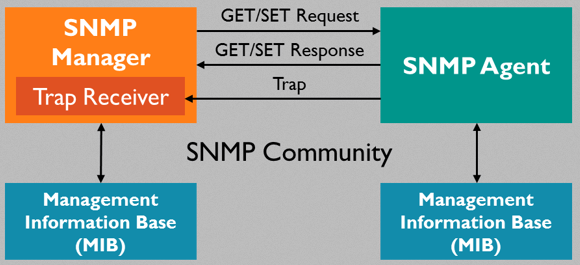 SNMP
Manager
Trap Receiver
GET/SET Request
GET/SET Response
Trap
SNMP Agent
SNMP Community
Management
Information Base
(MIB)
Management
Information Base
(MIB)